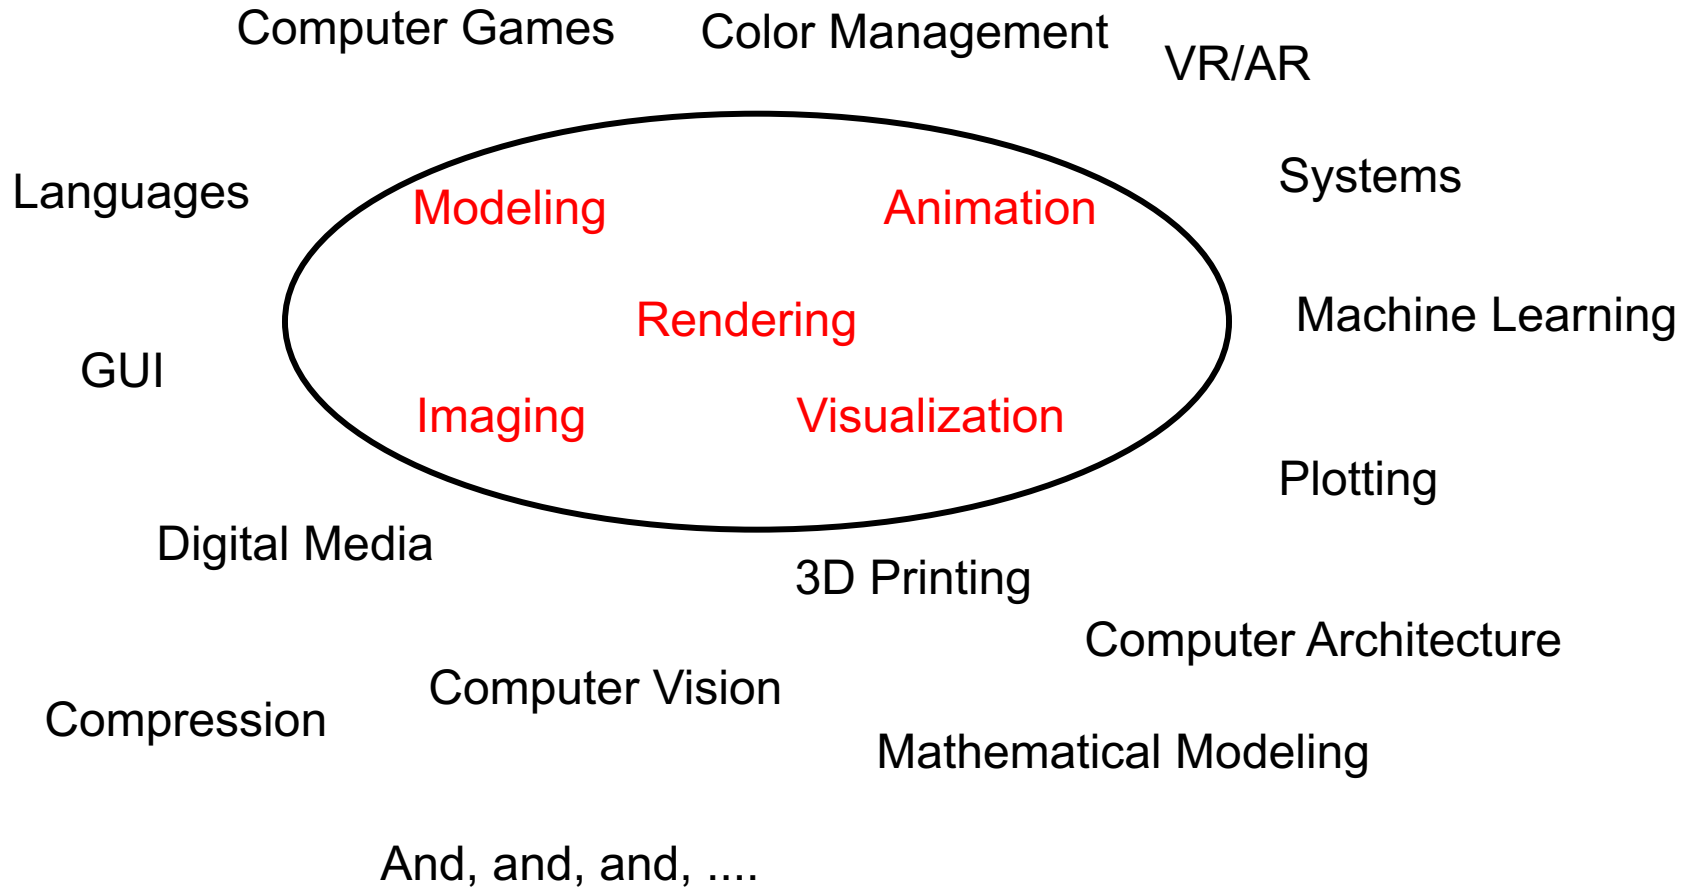 Computer Games
Color Management
VR/AR
Languages
Modeling
Animation
Systems
Rendering
Machine Learning
GUI
Imaging
Visualization
Plotting
Digital Media
3D Printing
Computer Architecture
Computer Vision
Compression
Mathematical Modeling
And, and, and, ....